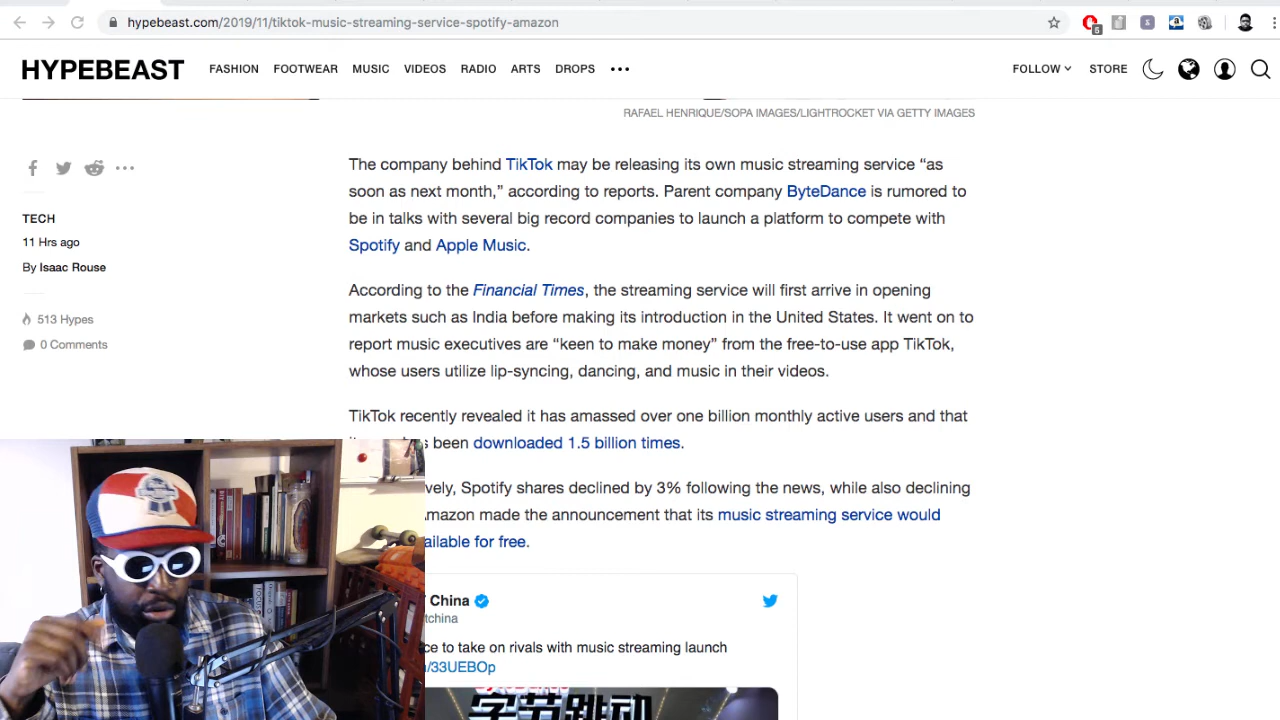 hypebeast.com/2019/11/tiktok-music-streaming-service-spotify-amazon
5
HYPEBEAST FASHION FOOTWEAR MUSIC VIDEOS RADIO ARTS DROPS ••• FOLLOW STORE
RAFAEL HENRIQUE/SOPA IMAGES/LIGHTROCKET VIA GETTY IMAGES
TECH
11 Hrs ago
By Isaac Rouse
513 Hypes
0 Comments
The company behind TikTok may be releasing its own music streaming service “as
soon as next month,” according to reports. Parent company ByteDance is rumored to
be in talks with several big record companies to launch a platform to compete with
Spotify and Apple Music.
According to the Financial Times, the streaming service will first arrive in opening
markets such as India before making its introduction in the United States. It went on to
report music executives are “keen to make money” from the free-to-use app TikTok,
whose users utilize lip-syncing, dancing, and music in their videos.
TikTok recently revealed it has amassed over one billion monthly active users and that
been downloaded 1.5 billion times.
vely, Spotify shares declined by 3% following the news, while also declining
Amazon made the announcement that its music streaming service would
ailable for free.
China
tchina
ce to take on rivals with music streaming launch
/33UEBOp
字节跳动